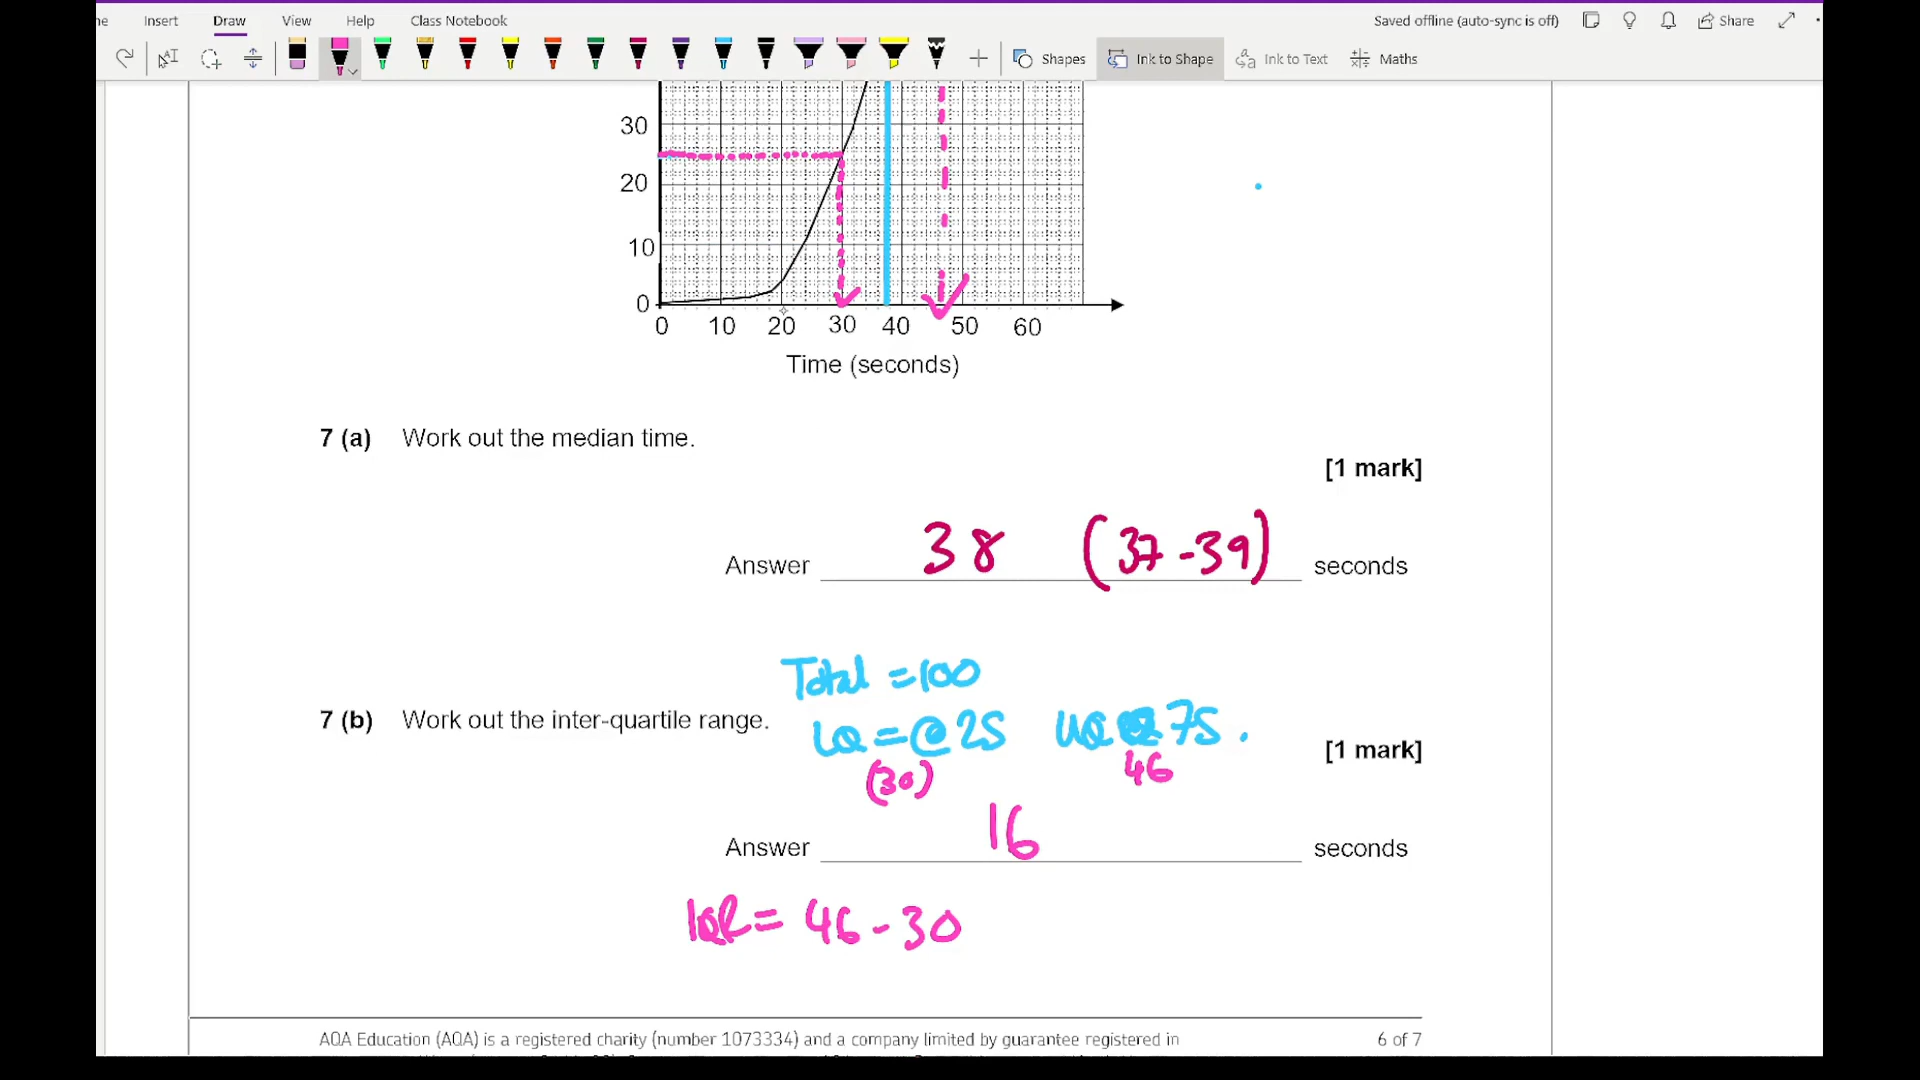 Insert Draw View Help Class Notebook Saved offline (auto-sync is off) Share
Shapes Ink to Shape Ink to Text Maths
30
20
10
0
0 10 20 30 40 50 60
Time (seconds)
7 (a) Work out the median time.
[1 mark]
Answer 38 (37-39) seconds
Total = 100
7 (b) Work out the inter-quartile range.
LQ = @ 25 UQ @ 75.
[1 mark]
(30) 46
Answer 16 seconds
IQR = 46 - 30
AQA Education (AQA) is a registered charity (number 1073334) and a company limited by guarantee registered in
6 of 7